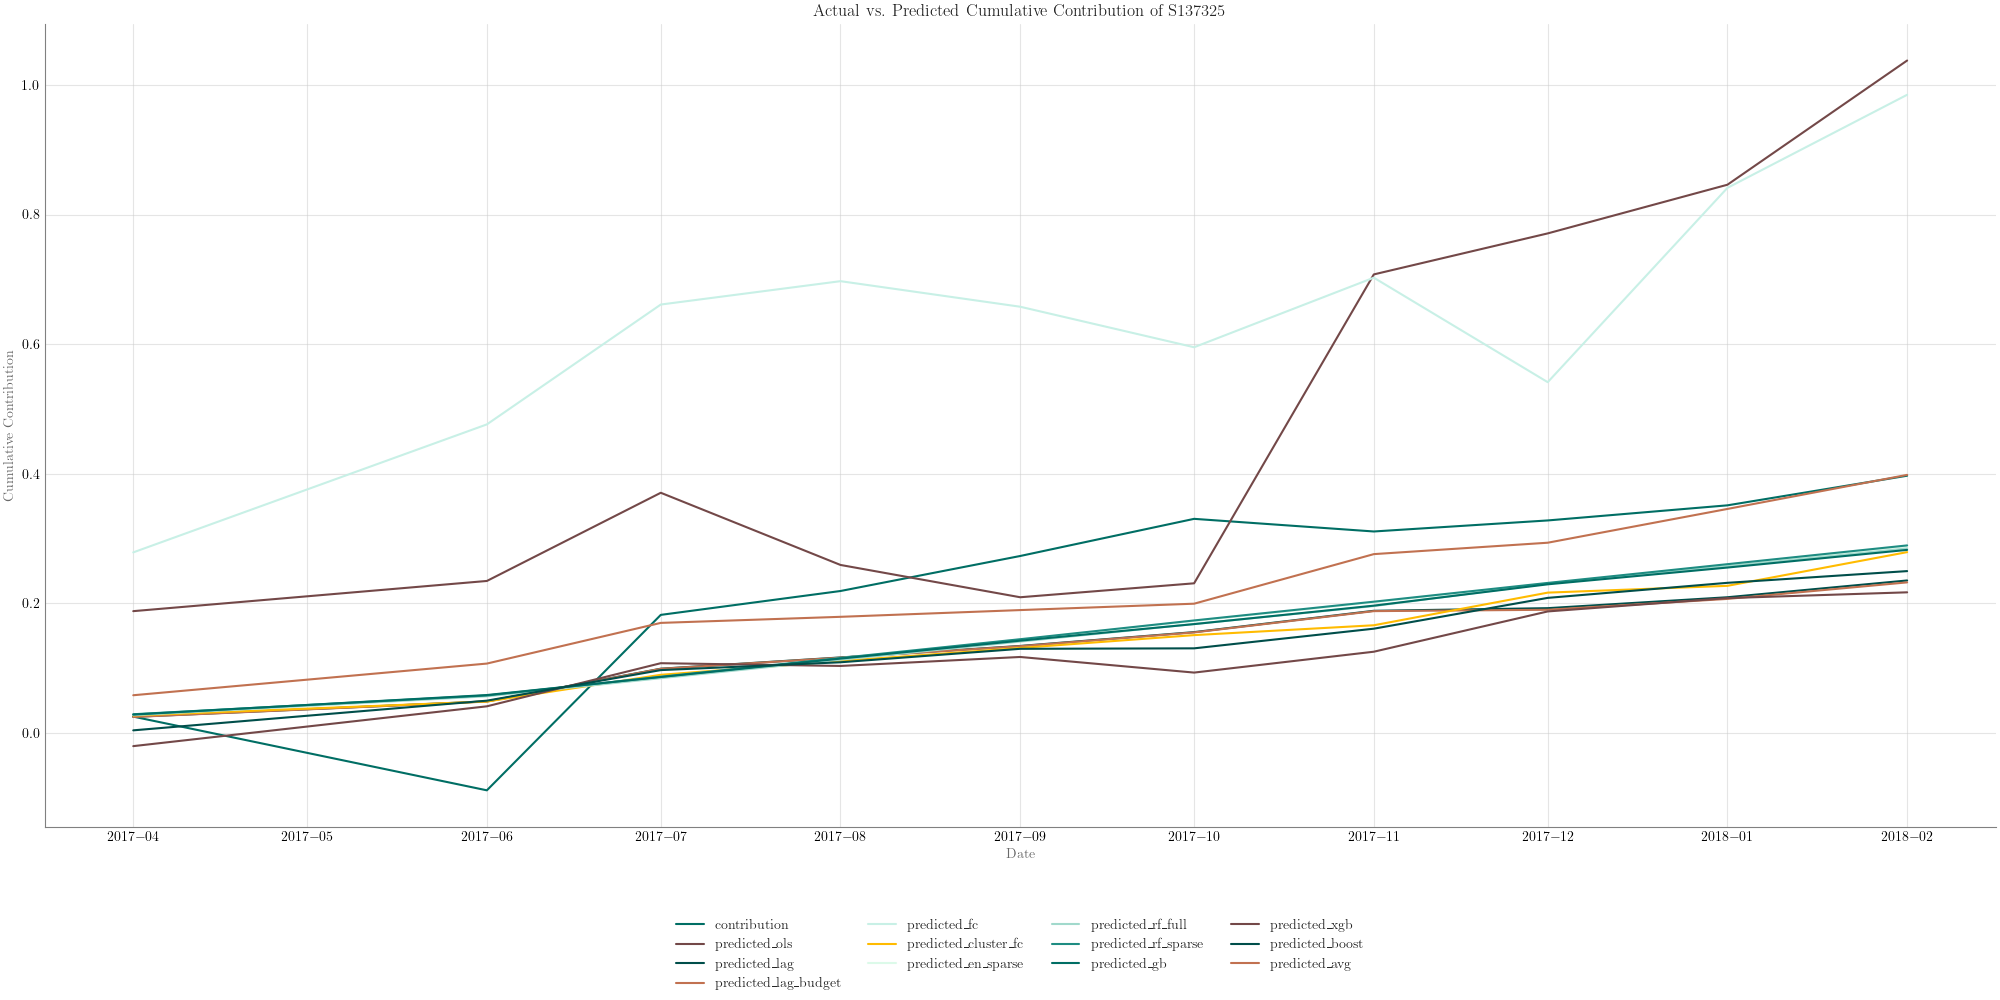 Actual vs. Predicted Cumulative Contribution of S137325
1.0
0.8
0.6
0.4
0.2
0.0
Cumulative Contribution
2017−04 2017−05 2017−06 2017−07 2017−08 2017−09 2017−10 2017−11 2017−12 2018−01 2018−02
Date
contribution predicted_fc predicted_rf_full predicted_xgb
predicted_ols predicted_cluster_fc predicted_rf_sparse predicted_boost
predicted_lag predicted_en_sparse predicted_gb predicted_avg
predicted_lag_budget